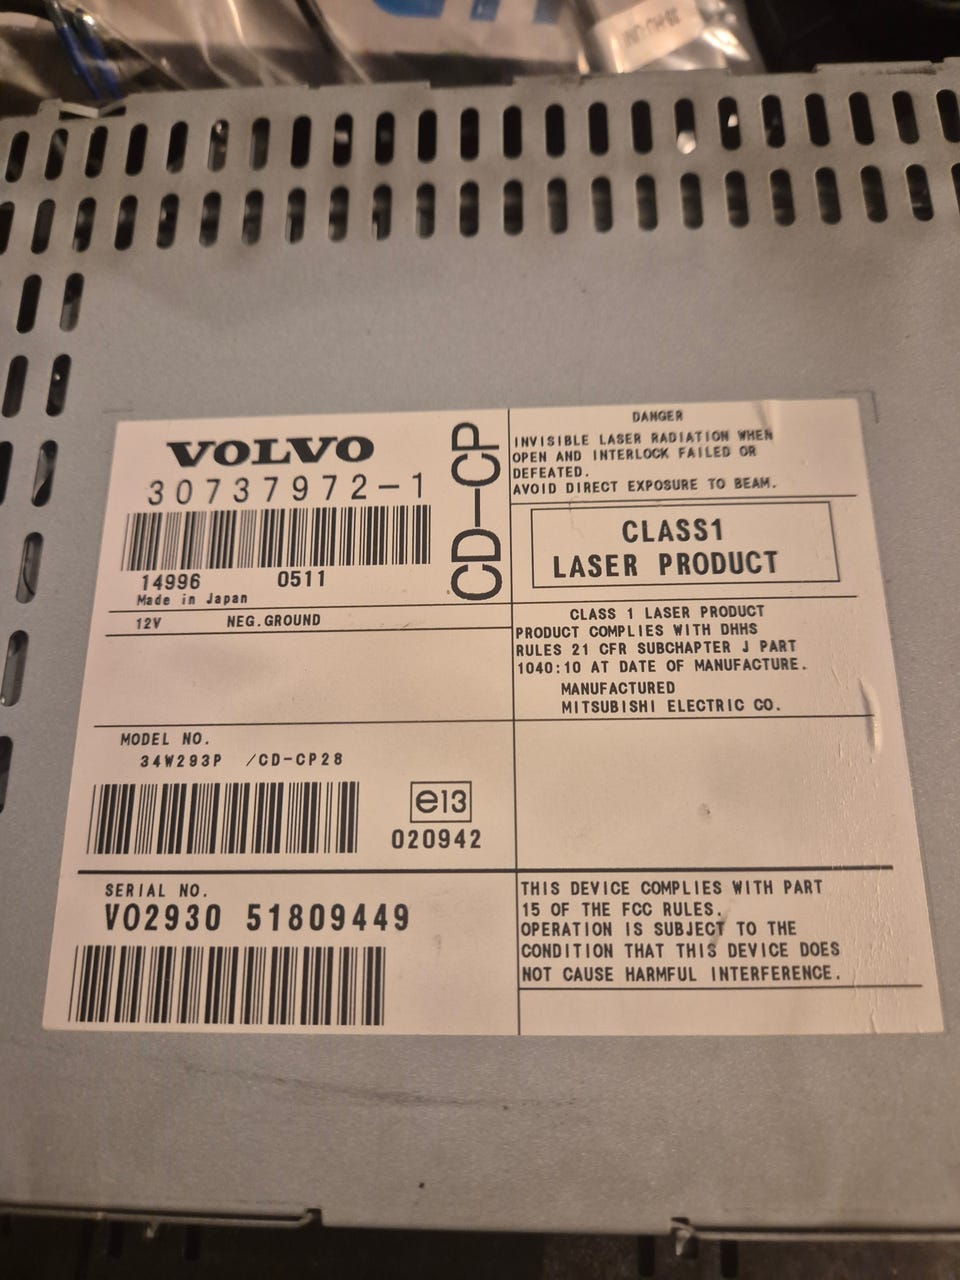 VOLVO
30737972-1
14996 0511
Made in Japan
CD-CP
12V NEG.GROUND
MODEL NO.
34W293P /CD-CP28
e13
020942
SERIAL NO.
VO2930 51809449
DANGER
INVISIBLE LASER RADIATION WHEN
OPEN AND INTERLOCK FAILED OR
DEFEATED.
AVOID DIRECT EXPOSURE TO BEAM.
CLASS1
LASER PRODUCT
CLASS 1 LASER PRODUCT
PRODUCT COMPLIES WITH DHHS
RULES 21 CFR SUBCHAPTER J PART
1040:10 AT DATE OF MANUFACTURE.
MANUFACTURED
MITSUBISHI ELECTRIC CO.
THIS DEVICE COMPLIES WITH PART
15 OF THE FCC RULES.
OPERATION IS SUBJECT TO THE
CONDITION THAT THIS DEVICE DOES
NOT CAUSE HARMFUL INTERFERENCE.